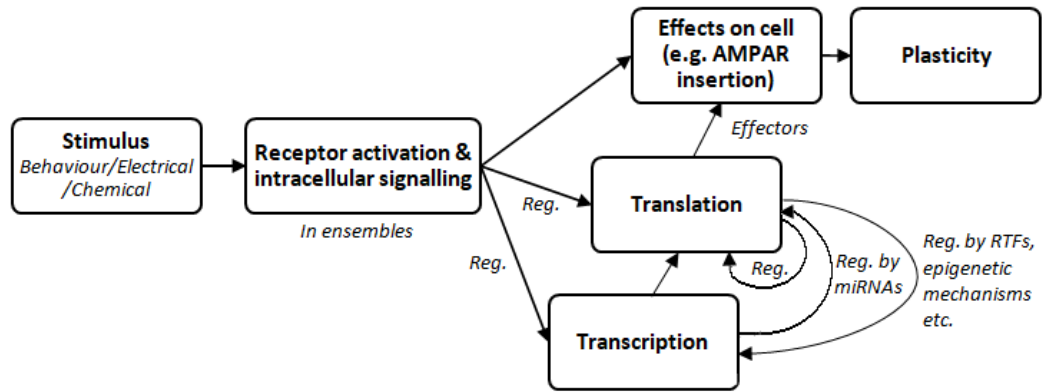 Stimulus
Behaviour/Electrical
/Chemical
Receptor activation &
intracellular signalling
In ensembles
Effects on cell
(e.g. AMPAR
insertion)
Plasticity
Effectors
Reg.
Translation
Reg.
Reg.
Reg. by
miRNAs
Reg. by RTFs,
epigenetic
mechanisms
etc.
Transcription